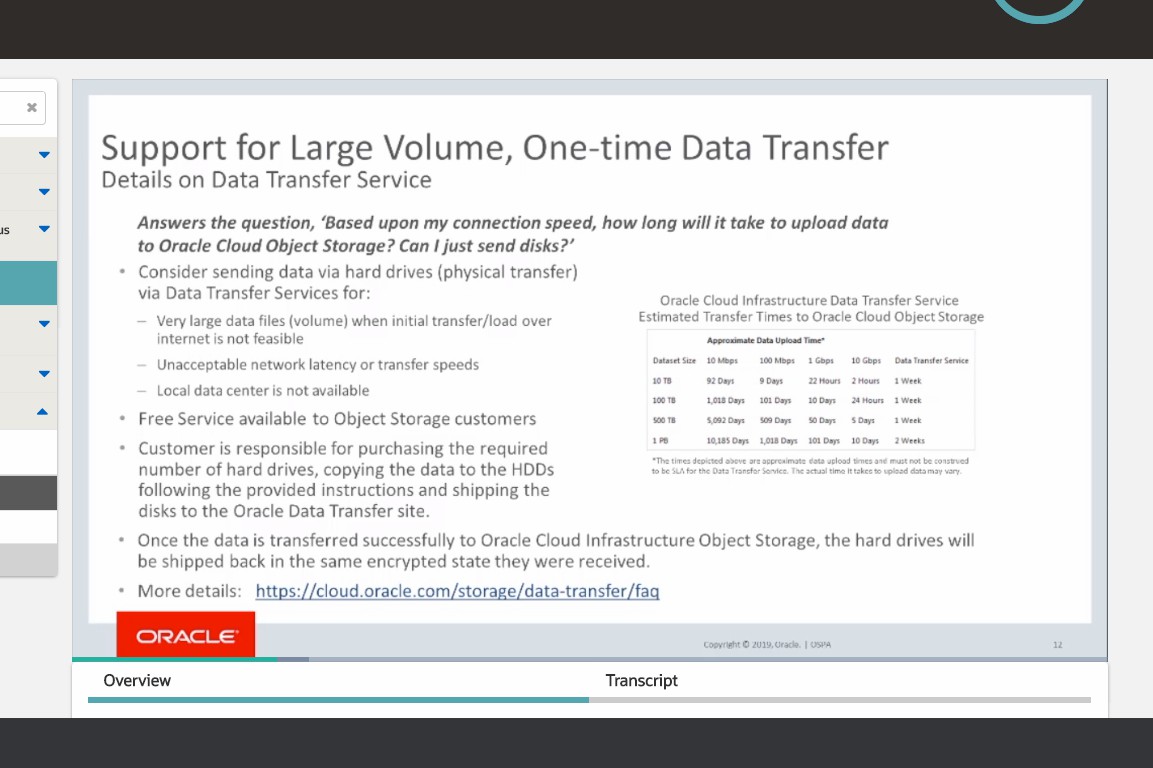 Support for Large Volume, One-time Data Transfer
Details on Data Transfer Service
Answers the question, ‘Based upon my connection speed, how long will it take to upload data
to Oracle Cloud Object Storage? Can I just send disks?’
• Consider sending data via hard drives (physical transfer)
via Data Transfer Services for:
– Very large data files (volume) when initial transfer/load over
internet is not feasible
– Unacceptable network latency or transfer speeds
– Local data center is not available
• Free Service available to Object Storage customers
• Customer is responsible for purchasing the required
number of hard drives, copying the data to the HDDs
following the provided instructions and shipping the
disks to the Oracle Data Transfer site.
• Once the data is transferred successfully to Oracle Cloud Infrastructure Object Storage, the hard drives will
be shipped back in the same encrypted state they were received.
• More details: https://cloud.oracle.com/storage/data-transfer/faq
Oracle Cloud Infrastructure Data Transfer Service
Estimated Transfer Times to Oracle Cloud Object Storage
Approximate Data Upload Time*
Dataset Size 10 Mbps 100 Mbps 1 Gbps 10 Gbps Data Transfer Service
10 TB 92 Days 9 Days 22 Hours 2 Hours 1 Week
100 TB 1,018 Days 101 Days 10 Days 24 Hours 1 Week
500 TB 5,092 Days 509 Days 50 Days 5 Days 1 Week
1 PB 10,185 Days 1,018 Days 101 Days 10 Days 2 Weeks
*The times depicted above are approximate data upload times and must not be construed
to be SLA for the Data Transfer Service. The actual time it takes to upload data may vary.
ORACLE®
Copyright © 2019, Oracle. | OSPA
12
us
Overview
Transcript